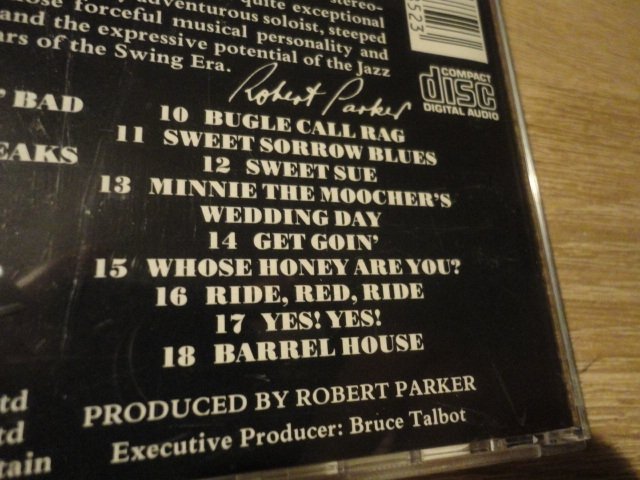 quite exceptional
adventurous soloist, steeped
forceful musical personality and
and the expressive potential of the Jazz
of the Swing Era.
Robert Parker
523
COMPACT
disc
DIGITAL AUDIO
BAD
10 BUGLE CALL RAG
11 SWEET SORROW BLUES
12 SWEET SUE
13 MINNIE THE MOOCHER'S
WEDDING DAY
14 GET GOIN'
15 WHOSE HONEY ARE YOU?
16 RIDE, RED, RIDE
17 YES! YES!
18 BARREL HOUSE
PRODUCED BY ROBERT PARKER
Executive Producer: Bruce Talbot